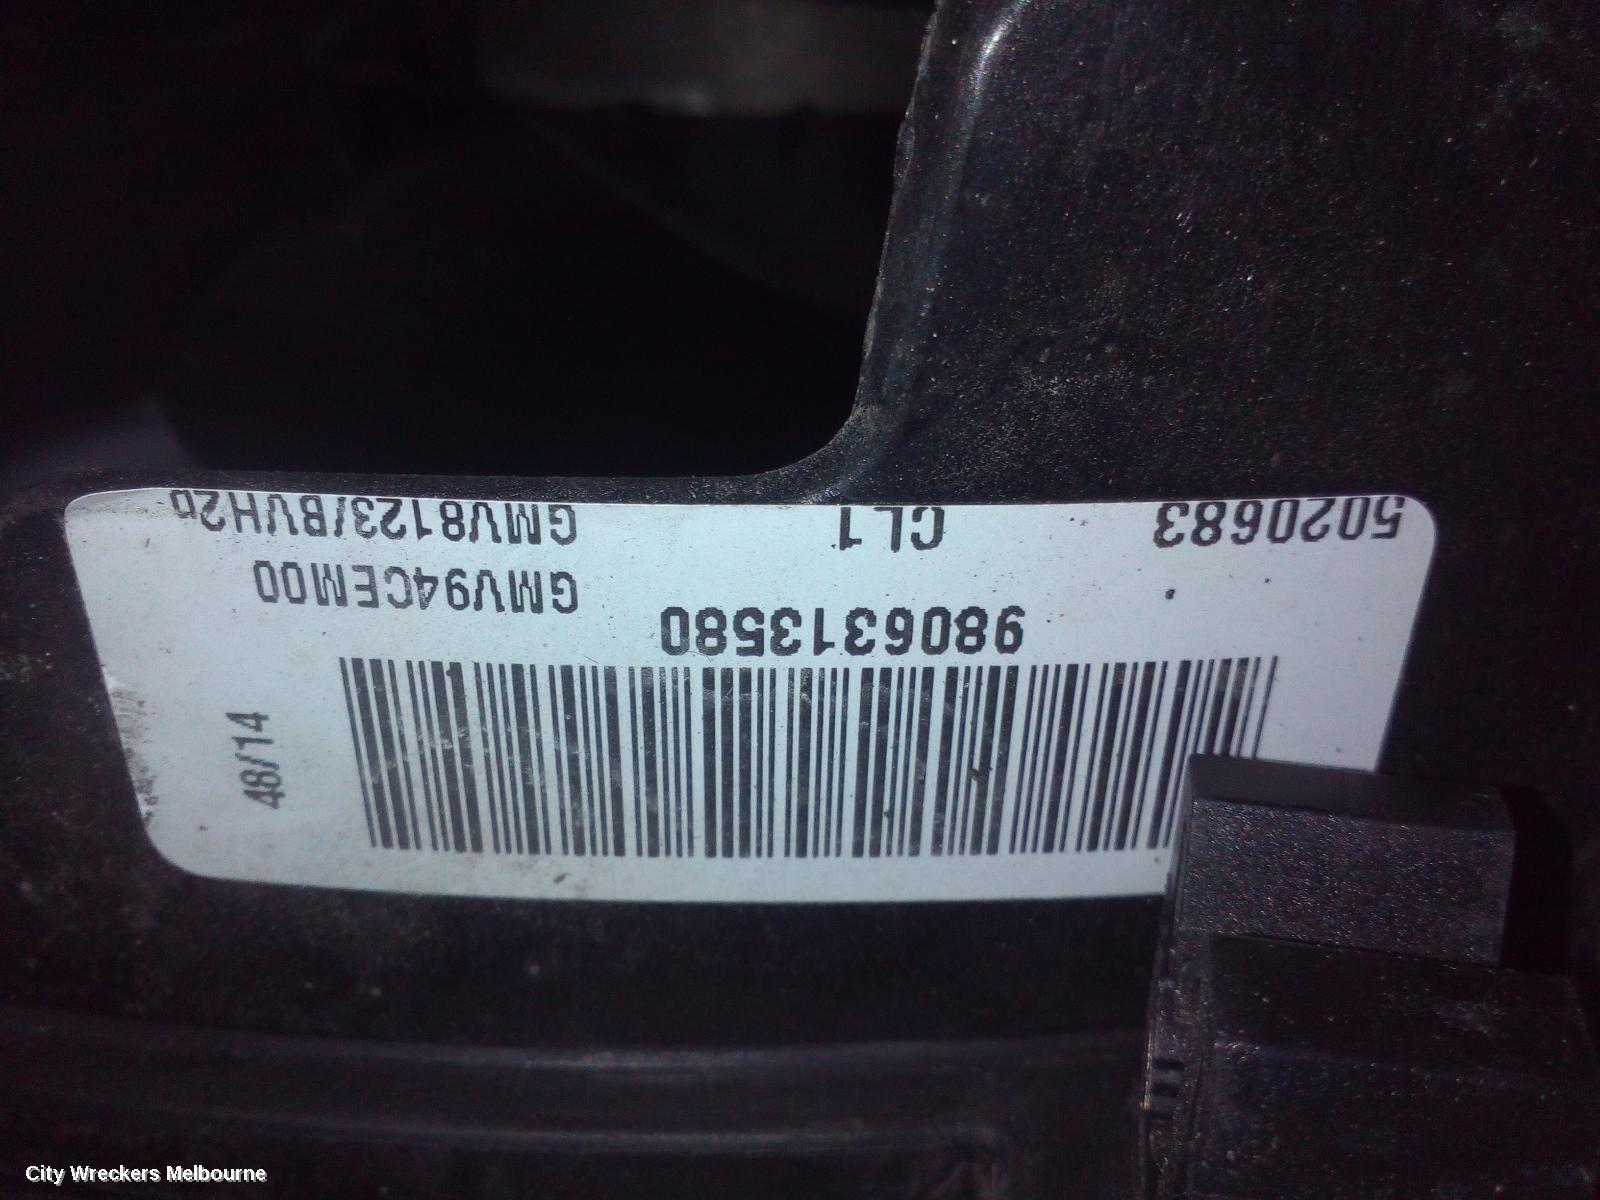 9806313580
GMV94CEM00
5020683 CL1 GMV8123/BVH2b
48/14
City Wreckers Melbourne